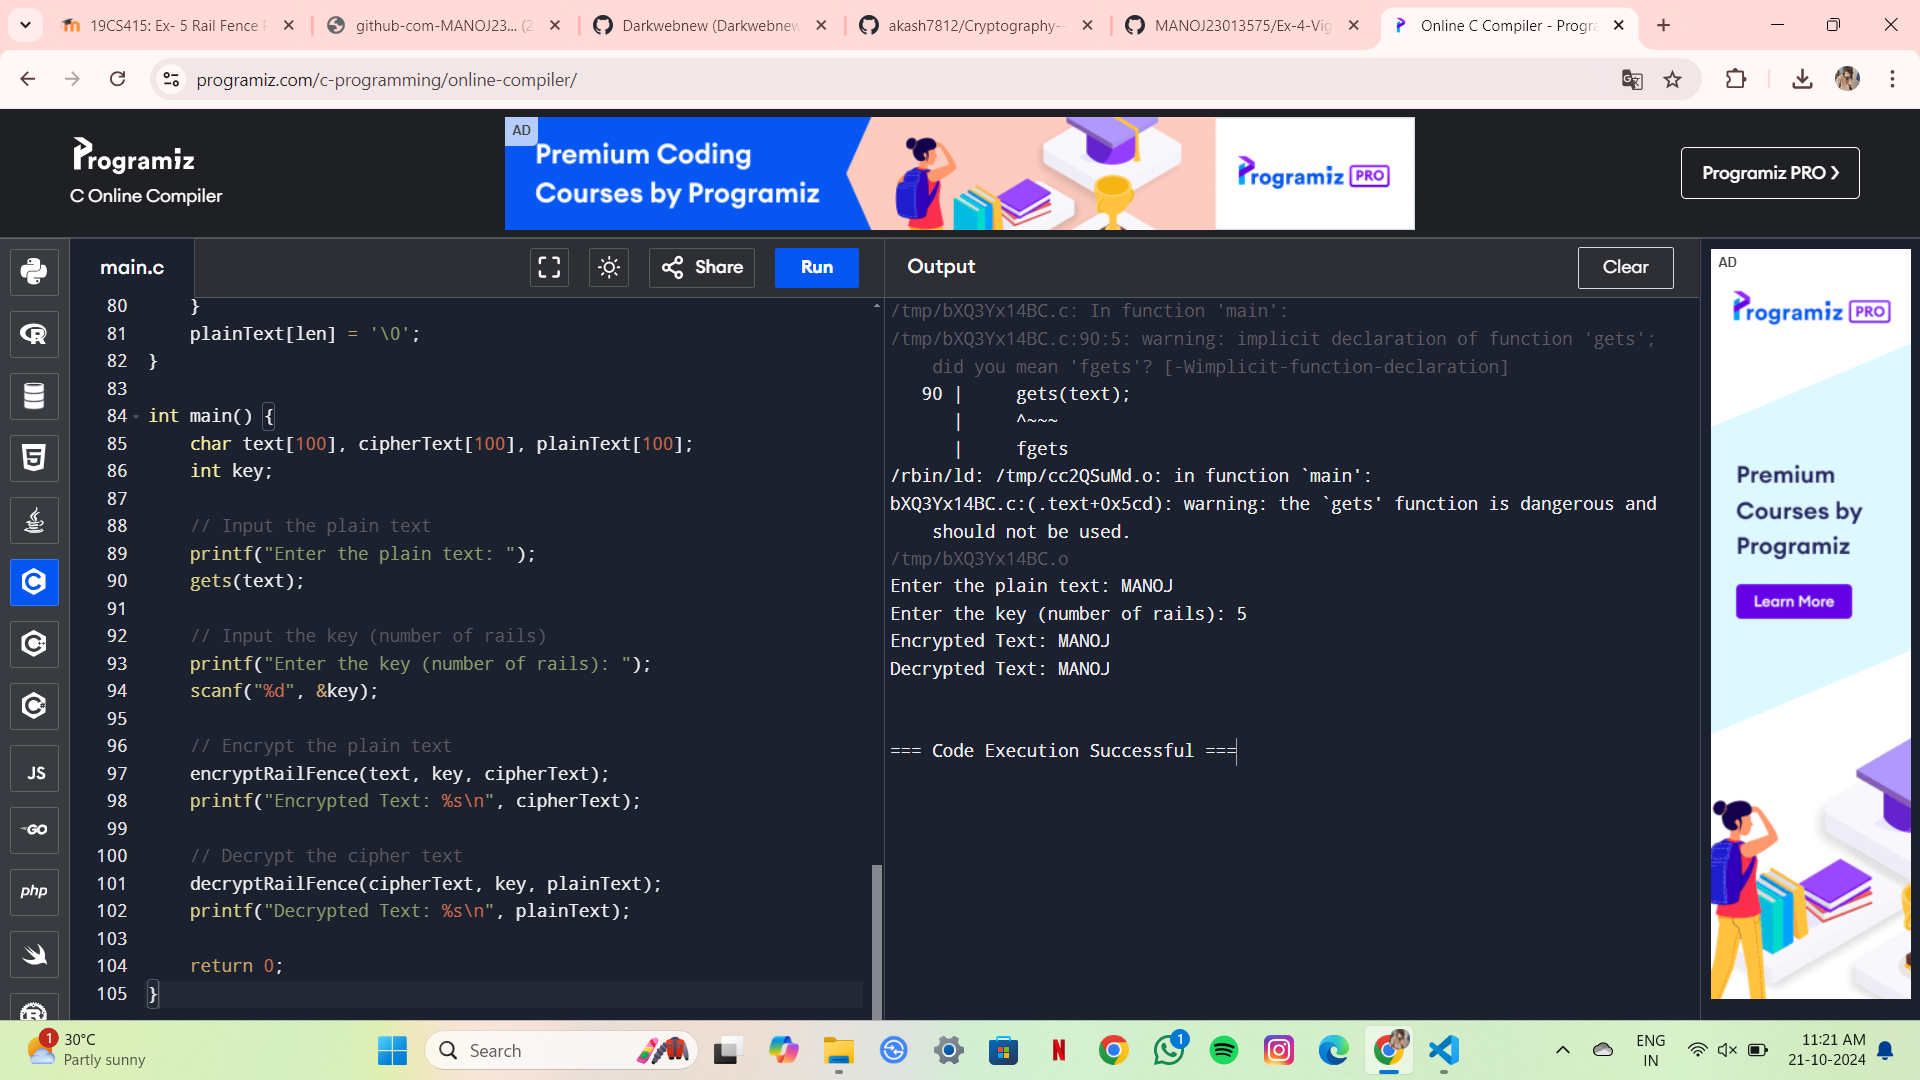 19CS415: Ex- 5 Rail Fence
github-com-MANOJ23... (2
Darkwebnew (Darkwebnew
akash7812/Cryptography--
MANOJ23013575/Ex-4-Vig
Online C Compiler - Progra
programiz.com/c-programming/online-compiler/
Programiz
C Online Compiler
AD
Premium Coding
Courses by Programiz
Programiz PRO
Programiz PRO ❯
main.c
Share
Run
Output
Clear
80     }
81     plainText[len] = '\0';
82 }
83
84 int main() {
85     char text[100], cipherText[100], plainText[100];
86     int key;
87
88     // Input the plain text
89     printf("Enter the plain text: ");
90     gets(text);
91
92     // Input the key (number of rails)
93     printf("Enter the key (number of rails): ");
94     scanf("%d", &key);
95
96     // Encrypt the plain text
97     encryptRailFence(text, key, cipherText);
98     printf("Encrypted Text: %s\n", cipherText);
99
100     // Decrypt the cipher text
101     decryptRailFence(cipherText, key, plainText);
102     printf("Decrypted Text: %s\n", plainText);
103
104     return 0;
105 }
/tmp/bXQ3Yx14BC.c: In function 'main':
/tmp/bXQ3Yx14BC.c:90:5: warning: implicit declaration of function 'gets';
did you mean 'fgets'? [-Wimplicit-function-declaration]
90 |     gets(text);
|     ^~~~
|     fgets
/rbin/ld: /tmp/cc2QSuMd.o: in function `main':
bXQ3Yx14BC.c:(.text+0x5cd): warning: the `gets' function is dangerous and
should not be used.
/tmp/bXQ3Yx14BC.o
Enter the plain text: MANOJ
Enter the key (number of rails): 5
Encrypted Text: MANOJ
Decrypted Text: MANOJ
=== Code Execution Successful ===
AD
Programiz PRO
Premium
Courses by
Programiz
Learn More
JS
GO
php
1
30°C
Partly sunny
Search
1
ENG
IN
11:21 AM
21-10-2024